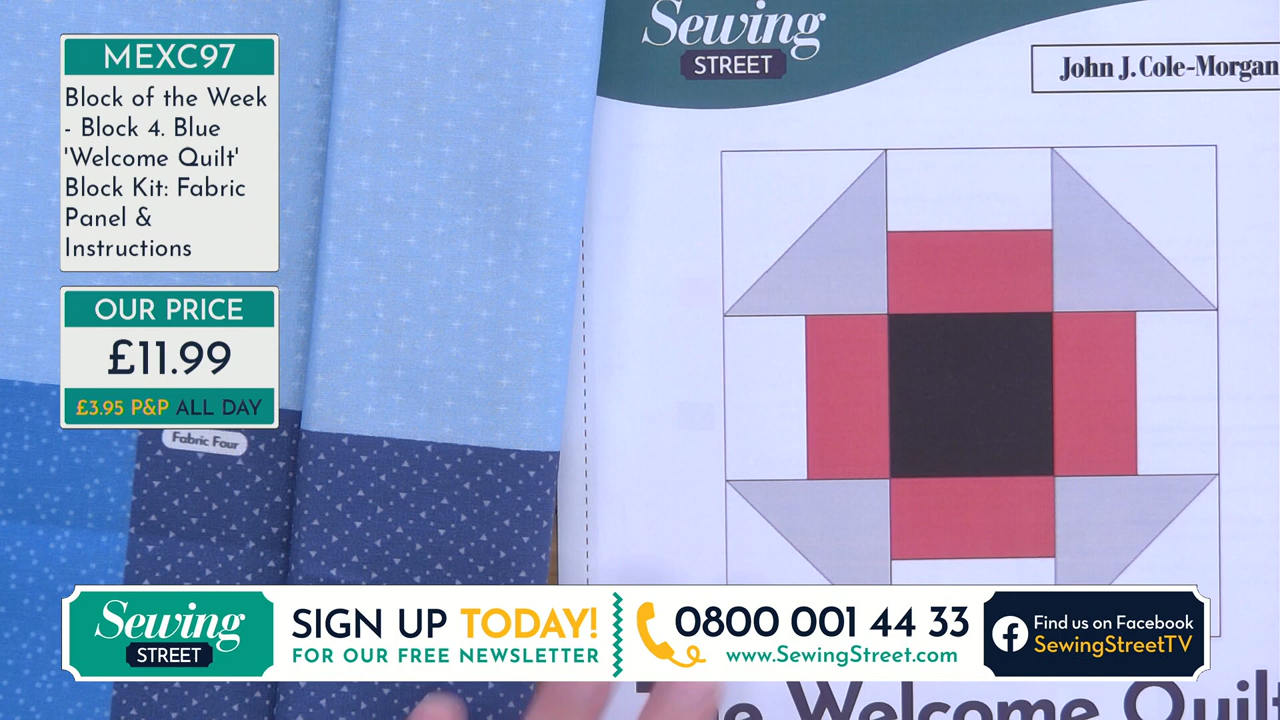 MEXC97
Block of the Week
- Block 4. Blue
'Welcome Quilt'
Block Kit: Fabric
Panel &
Instructions
OUR PRICE
£11.99
£3.95 P&P ALL DAY
Fabric Four
Sewing
STREET
John J. Cole-Morgan
Welcome Quilt
Sewing
STREET
SIGN UP TODAY!
FOR OUR FREE NEWSLETTER
0800 001 44 33
www.SewingStreet.com
Find us on Facebook
SewingStreetTV